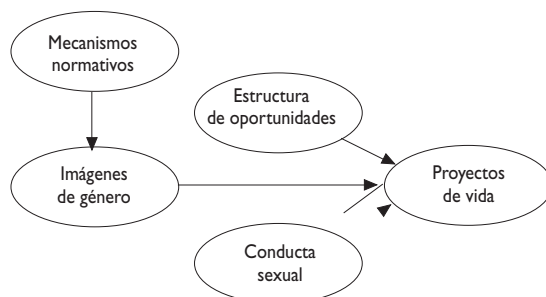 Mecanismos
normativos
Estructura
de oportunidades
Imágenes
de género
Proyectos
de vida
Conducta
sexual